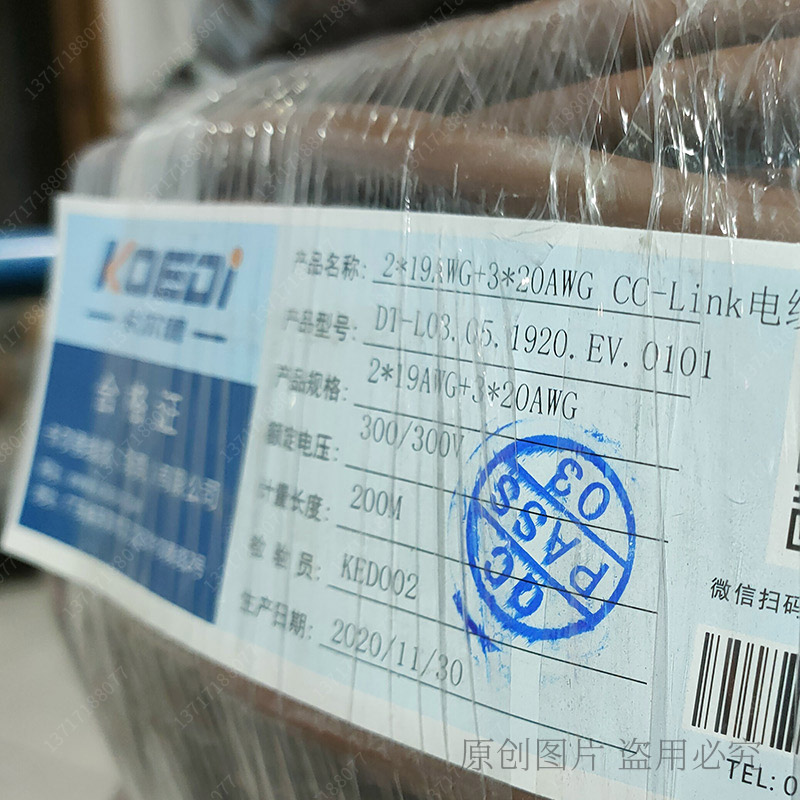 KOEDI
合格证
产品名称: 2*19AWG+3*20AWG CC-Link电
产品型号: DT-L03.05.1920.EV.0101
产品规格: 2*19AWG+3*20AWG
额定电压: 300/300V
计量长度: 200M
检验员: KED002
生产日期: 2020/11/30
QC PASS 03
微信扫码
TEL: 0
原创图片 盗用必究
13717188077